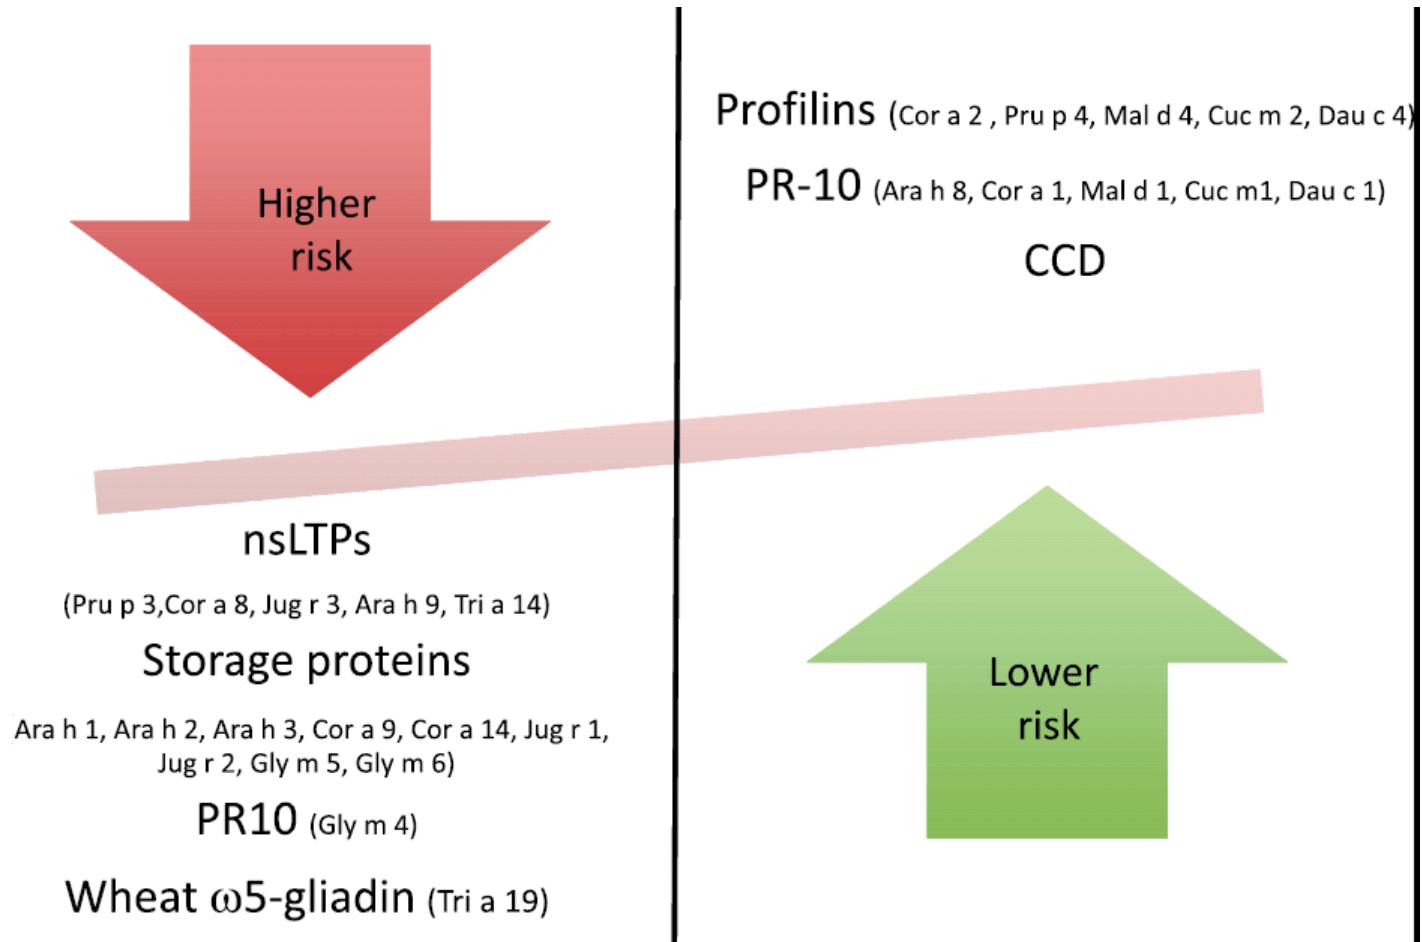 Higher
risk
nsLTPs
(Pru p 3,Cor a 8, Jug r 3, Ara h 9, Tri a 14)
Storage proteins
Ara h 1, Ara h 2, Ara h 3, Cor a 9, Cor a 14, Jug r 1,
Jug r 2, Gly m 5, Gly m 6)
PR10 (Gly m 4)
Wheat ω5-gliadin (Tri a 19)
Profilins (Cor a 2 , Pru p 4, Mal d 4, Cuc m 2, Dau c 4)
PR-10 (Ara h 8, Cor a 1, Mal d 1, Cuc m1, Dau c 1)
CCD
Lower
risk